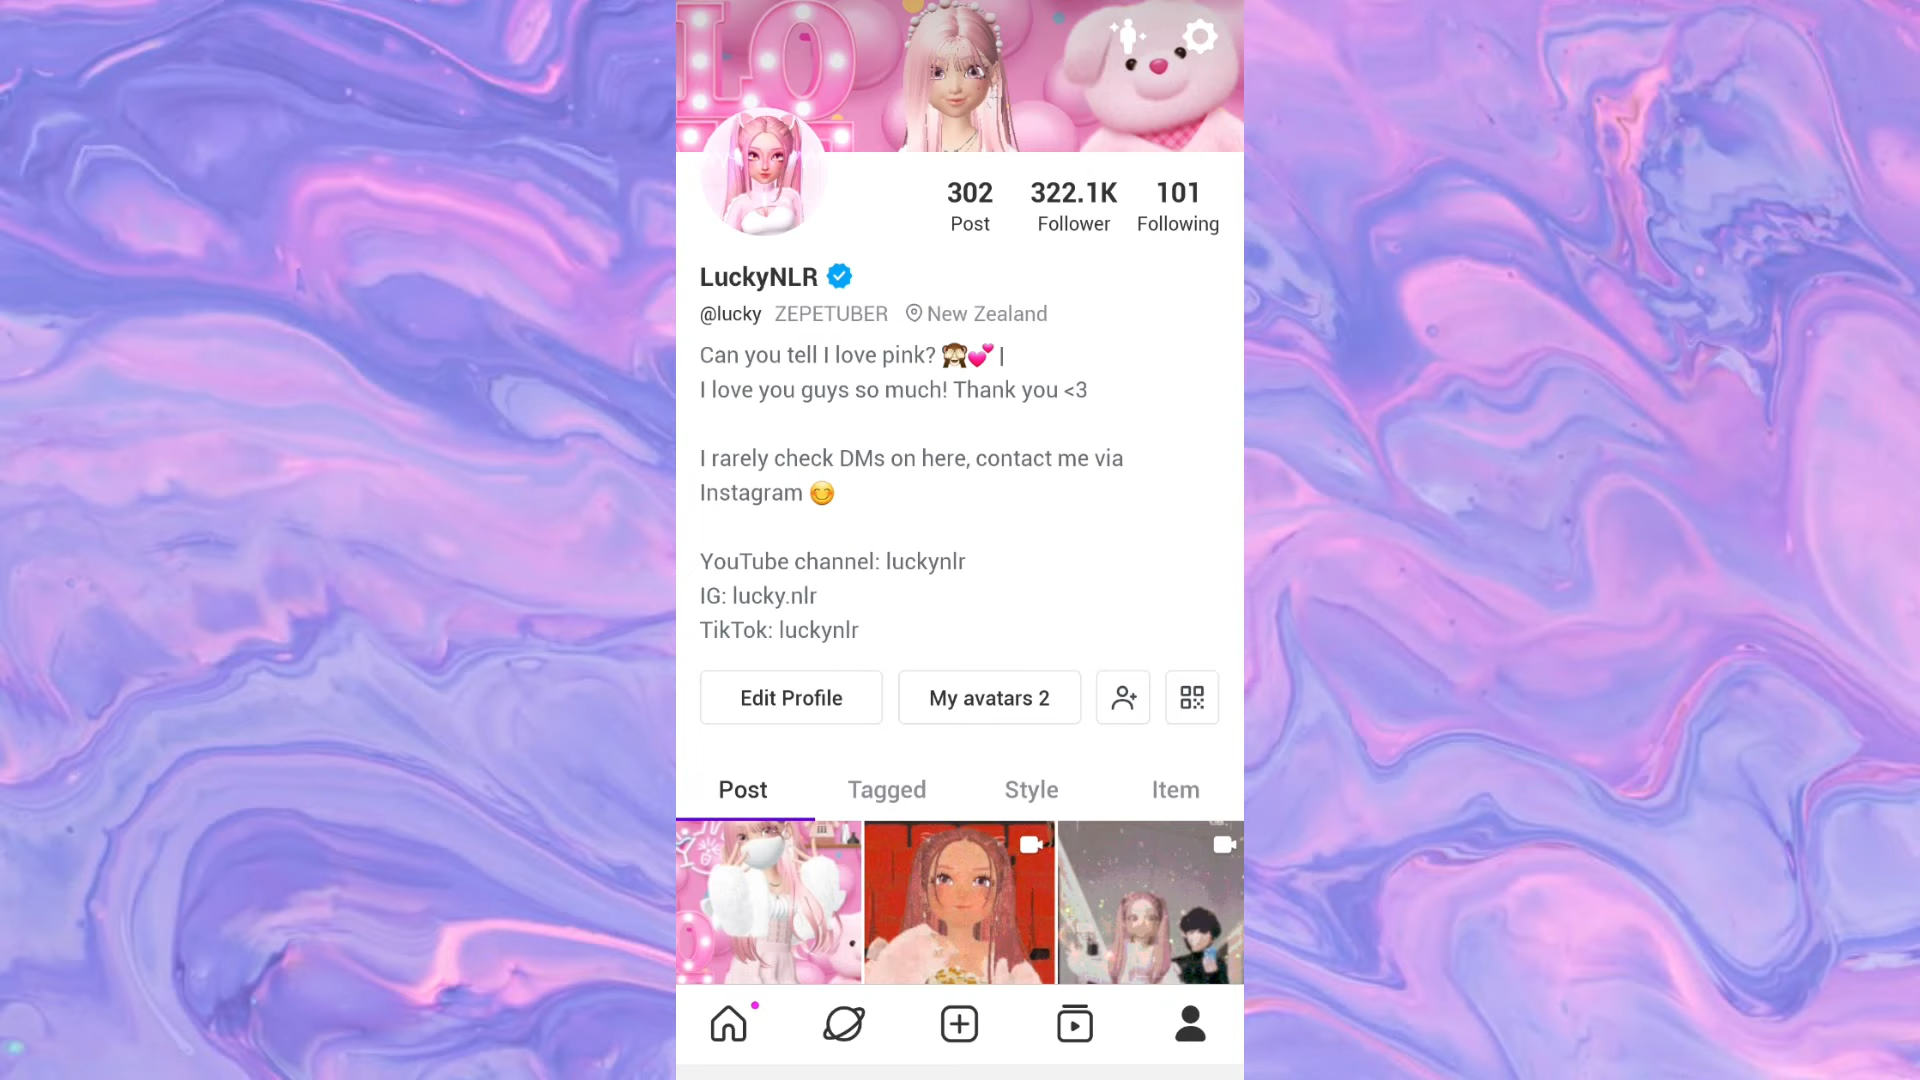 LO
302 322.1K 101
Post Follower Following
LuckyNLR
@lucky ZEPETUBER New Zealand
Can you tell I love pink? 🙈💕 |
I love you guys so much! Thank you <3
I rarely check DMs on here, contact me via
Instagram 😊
YouTube channel: luckynlr
IG: lucky.nlr
TikTok: luckynlr
Edit Profile My avatars 2
Post Tagged Style Item